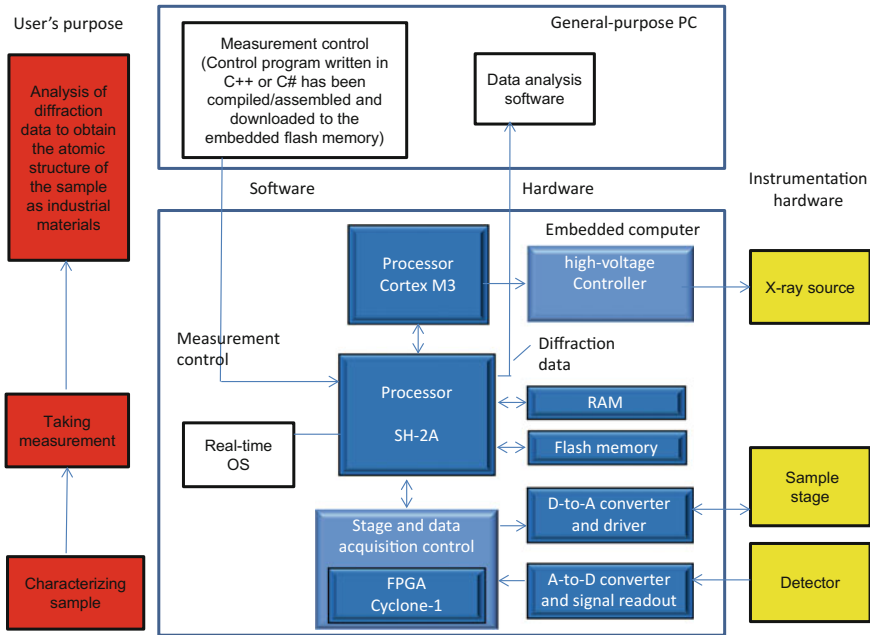 User's purpose
Analysis of
diffraction
data to obtain
the atomic
structure of
the sample
as industrial
materials
Taking
measurement
Characterizing
sample
General-purpose PC
Measurement control
(Control program written in
C++ or C# has been
compiled/assembled and
downloaded to the
embedded flash memory)
Data analysis
software
Software
Hardware
Embedded computer
Processor
Cortex M3
high-voltage
Controller
Measurement
control
Diffraction
data
Processor
SH-2A
RAM
Flash memory
Real-time
OS
Stage and data
acquisition control
FPGA
Cyclone-1
D-to-A converter
and driver
A-to-D converter
and signal readout
Instrumentation
hardware
X-ray source
Sample
stage
Detector